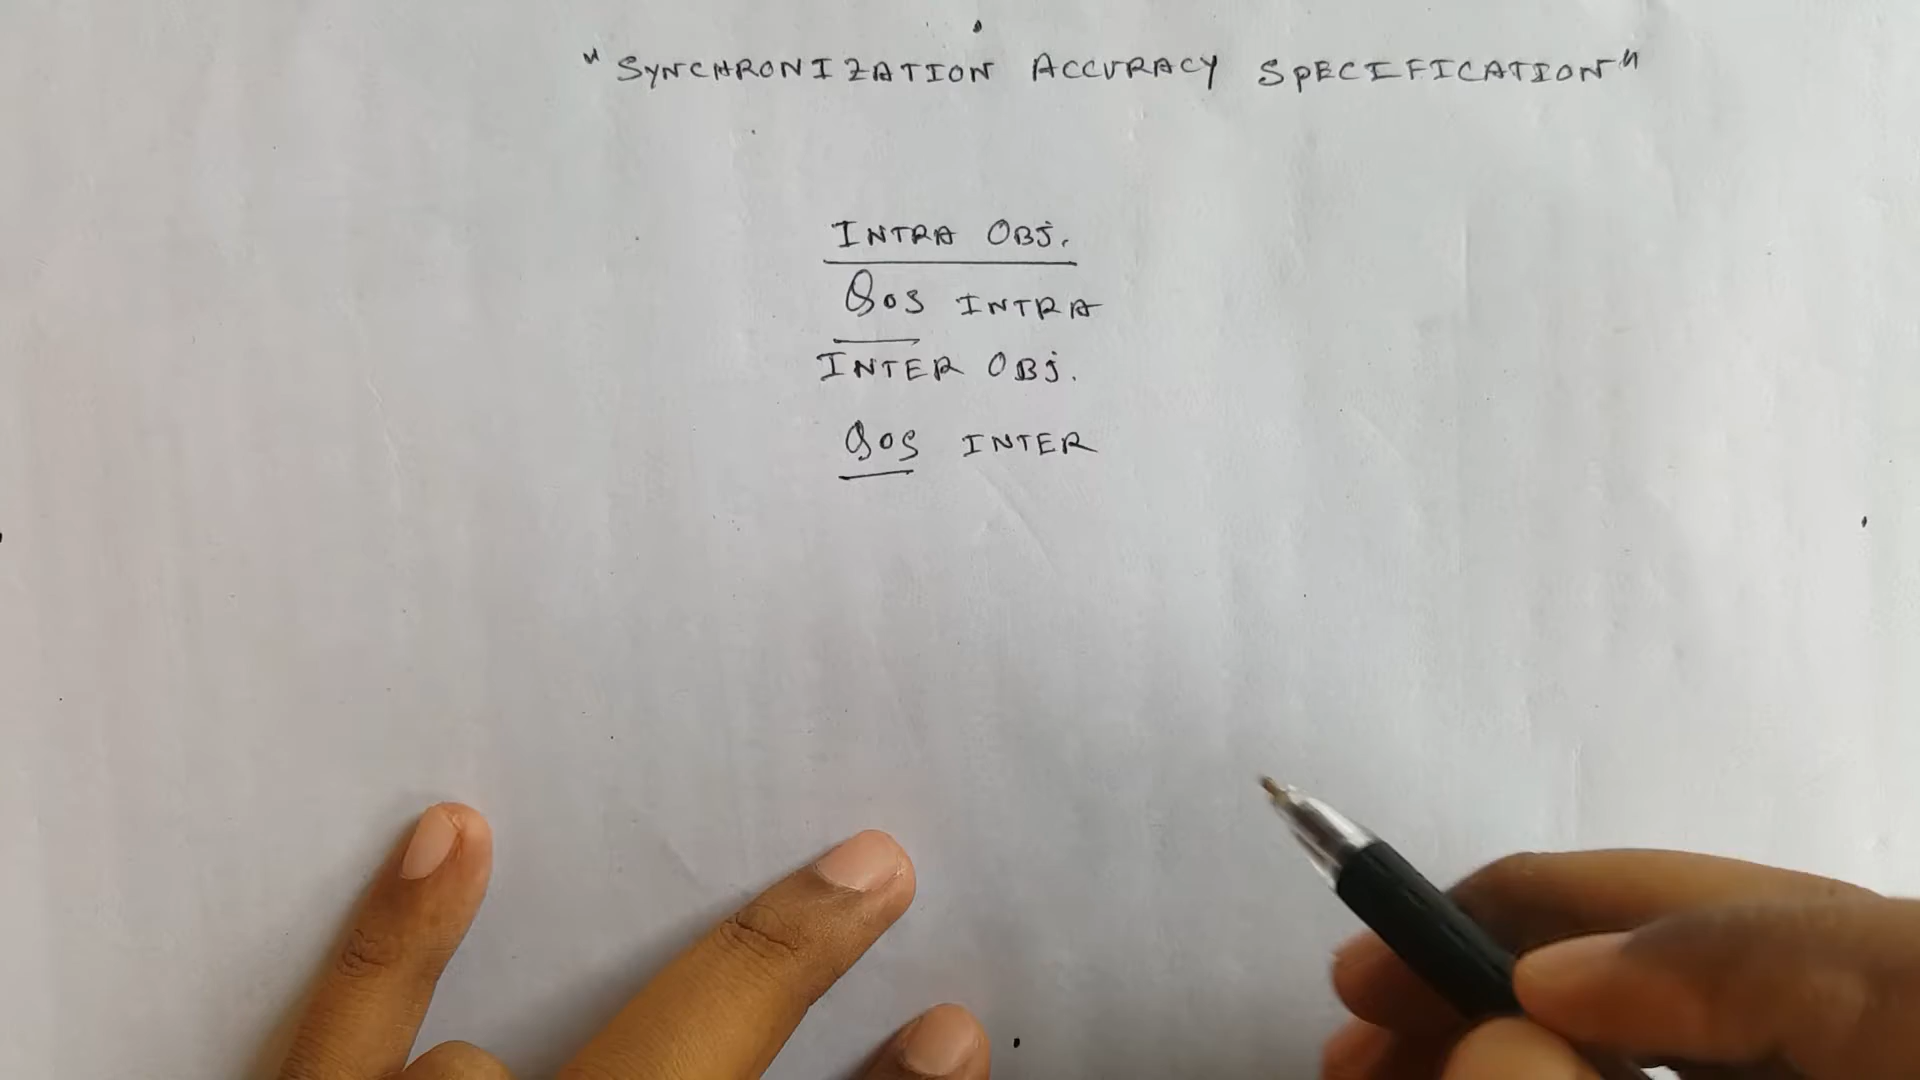 "SYNCHRONIZATION ACCURACY SPECIFICATION"
INTRA OBJ.
QOS INTRA
INTER OBJ.
QOS INTER